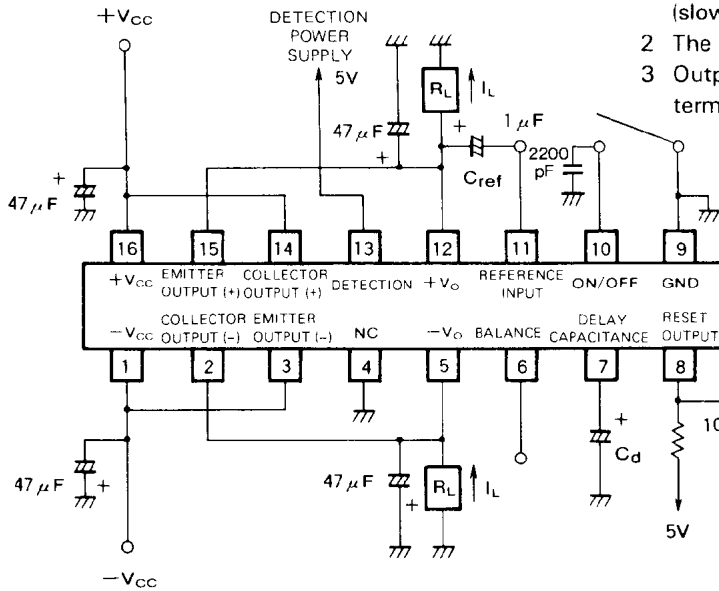 +Vcc
DETECTION
POWER
SUPPLY
5V
(slow
2 The
3 Outp
term
RL
IL
47 μF
+
+
1 μF
Cref
2200
pF
+
47 μF
16
15
14
13
12
11
10
9
+Vcc
EMITTER
OUTPUT (+)
COLLECTOR
OUTPUT (+)
DETECTION
+Vo
REFERENCE
INPUT
ON/OFF
GND
-Vcc
COLLECTOR
OUTPUT (-)
EMITTER
OUTPUT (-)
NC
-Vo
BALANCE
DELAY
CAPACITANCE
RESET
OUTPUT
1
2
3
4
5
6
7
8
47 μF
+
47 μF
+
RL
IL
+
Cd
10
5V
-Vcc